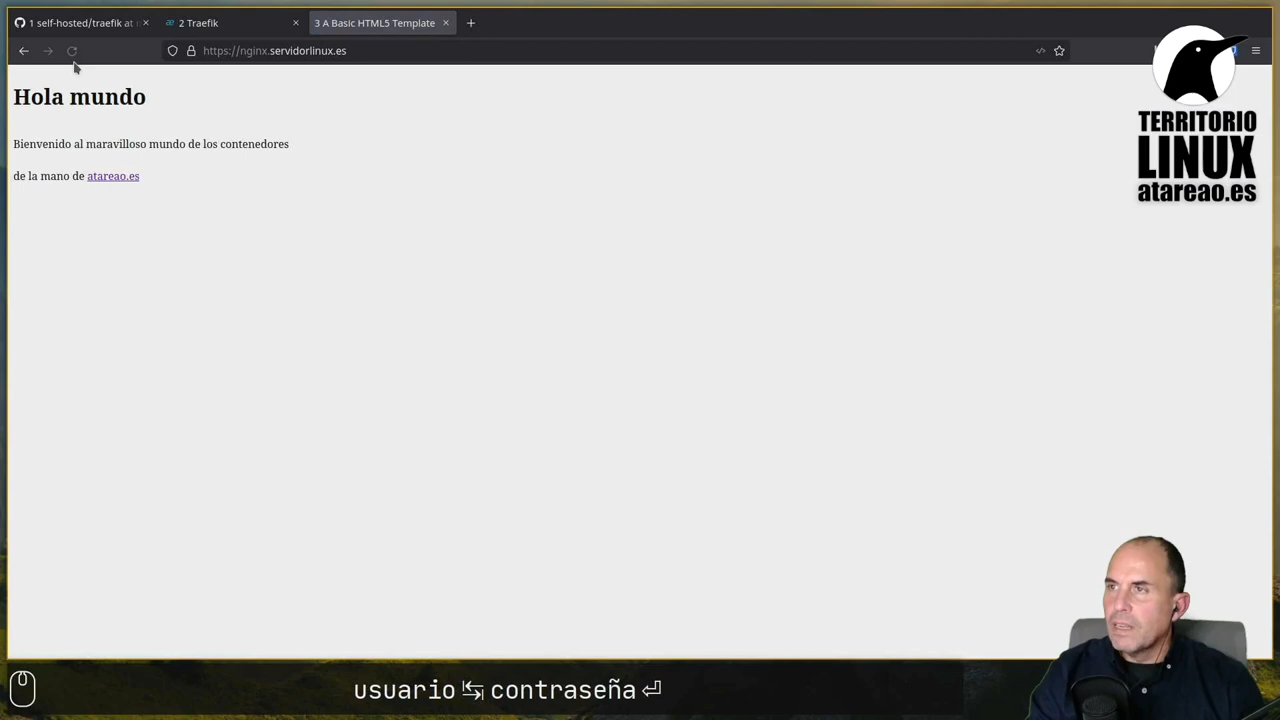 1 self-hosted/traefik at
2 Traefik
3 A Basic HTML5 Template
https://nginx.servidorlinux.es
Hola mundo
Bienvenido al maravilloso mundo de los contenedores
de la mano de atareao.es
TERRITORIO
LINUX
atareao.es
usuario ↹ contraseña ⏎